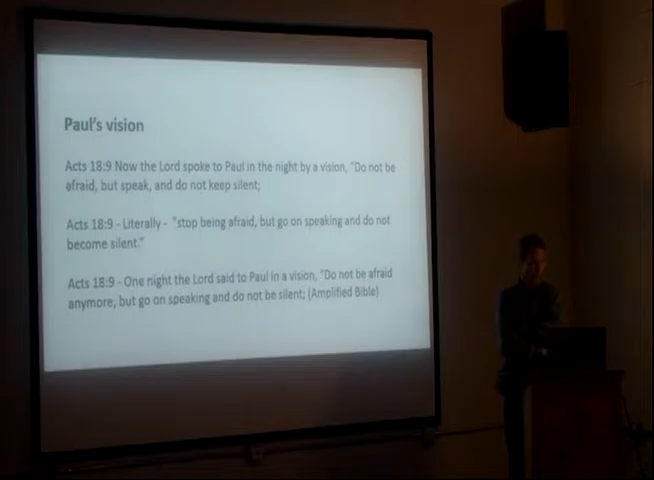 Paul's vision
Acts 18:9 Now the Lord spoke to Paul in the night by a vision, "Do not be
afraid, but speak, and do not keep silent;
Acts 18:9 - Literally - "stop being afraid, but go on speaking and do not
become silent."
Acts 18:9 - One night the Lord said to Paul in a vision, "Do not be afraid
anymore, but go on speaking and do not be silent; (Amplified Bible)